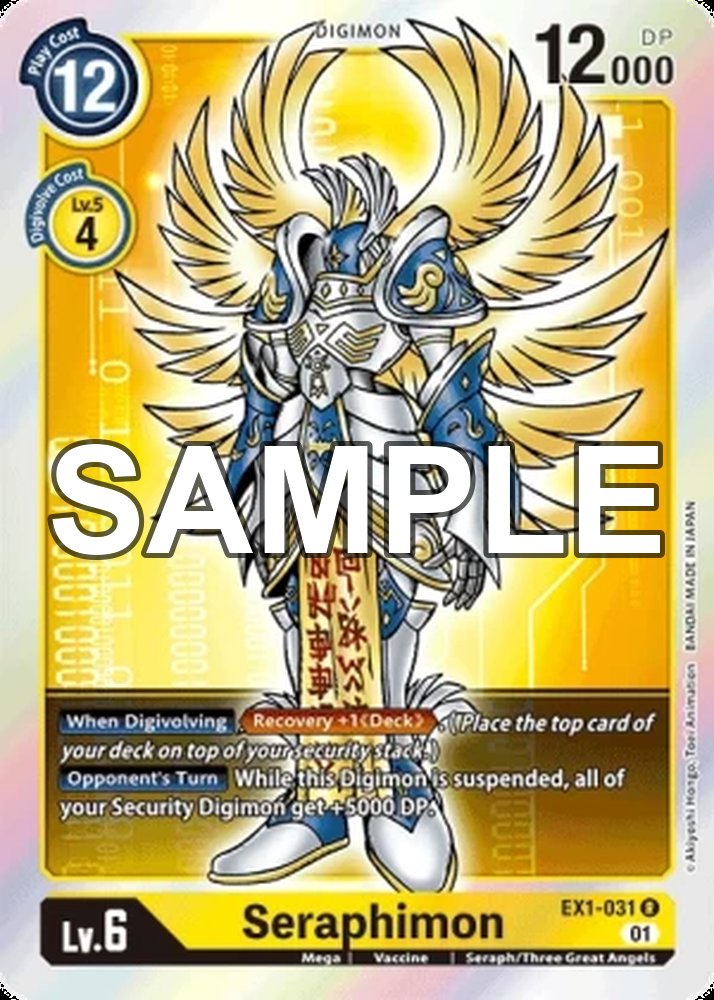 DIGIMON
Play Cost
12
12000
DP
Digivolve Cost
Lv.5
4
SAMPLE
When Digivolving Recovery +1《Deck》. (Place the top card of
your deck on top of your security stack.)
Opponent's Turn While this Digimon is suspended, all of
your Security Digimon get +5000 DP.
Lv.6
Seraphimon
EX1-031 R
01
Mega | Vaccine | Seraph/Three Great Angels
© Akiyoshi Hongo, Toei Animation BANDAI MADE IN JAPAN